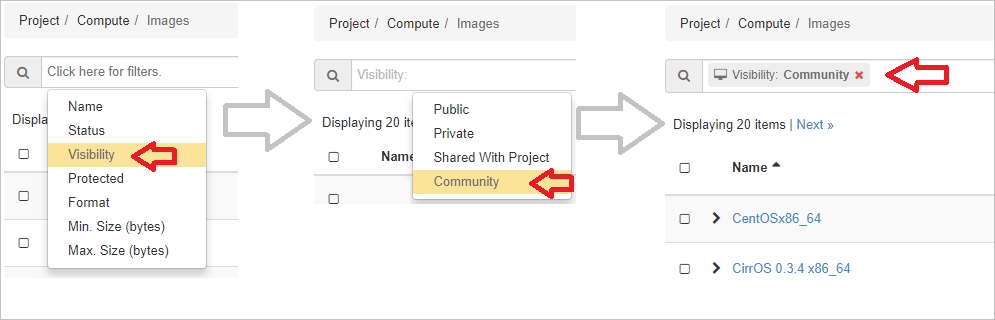 Project / Compute / Images
Click here for filters.
Name
Status
Displa
Visibility
Protected
Format
Min. Size (bytes)
Max. Size (bytes)
Project / Compute / Images
Visibility:
Public
Displaying 20 ite
Private
Name
Shared With Project
Community
Project / Compute / Images
Visibility: Community ×
Displaying 20 items | Next »
Name
CentOSx86_64
CirrOS 0.3.4 x86_64